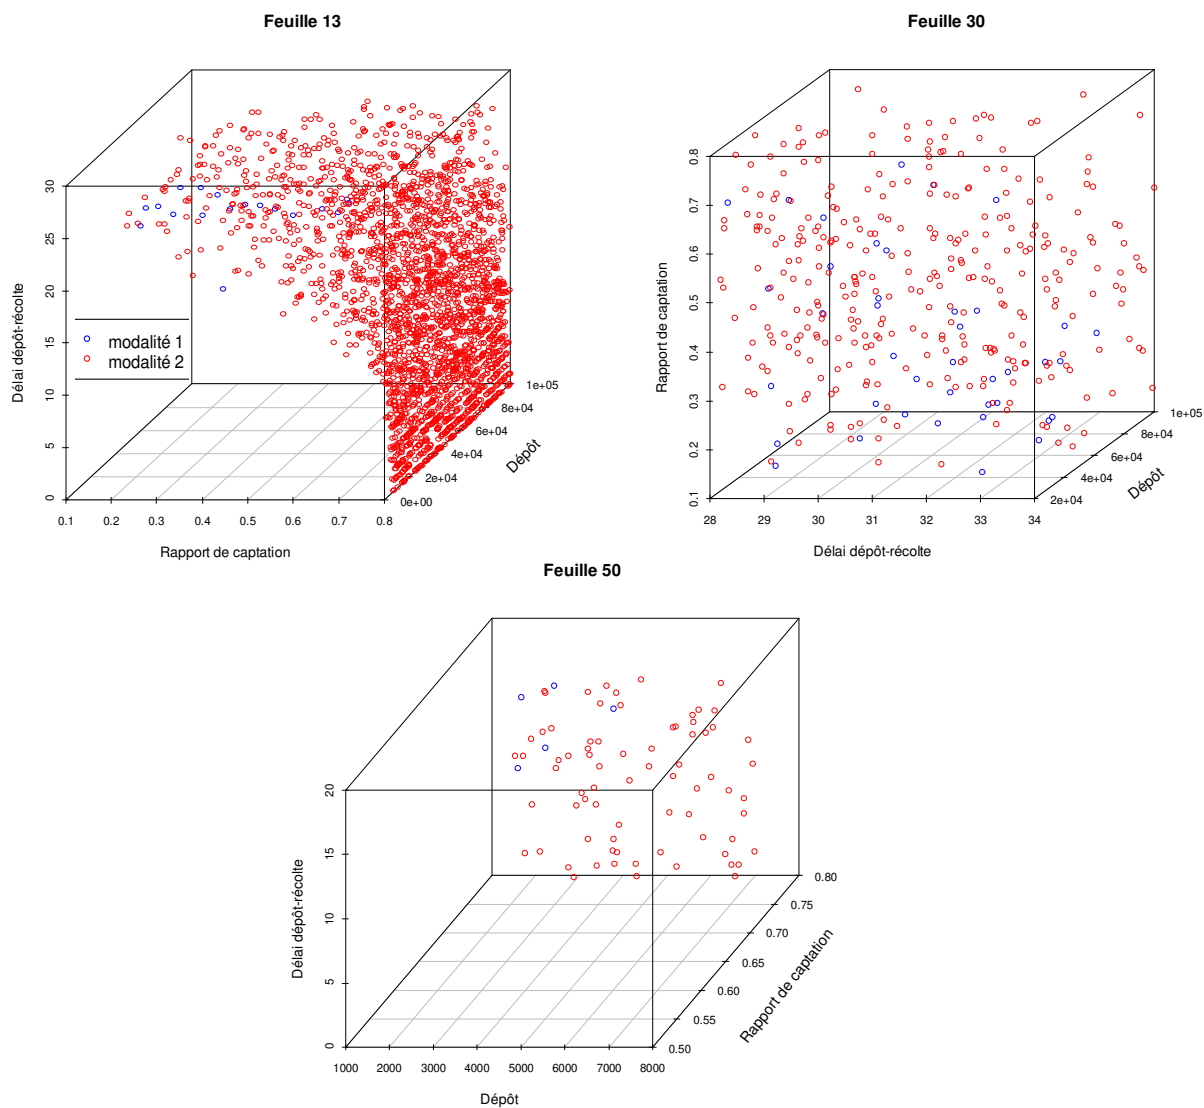 Feuille 13
Délai dépôt-récolte
30
25
20
15
10
5
0
modalité 1
modalité 2
0.1 0.2 0.3 0.4 0.5 0.6 0.7 0.8
Rapport de captation
0e+00
2e+04
4e+04
6e+04
8e+04
1e+05
Dépôt
Feuille 30
Rapport de captation
0.8
0.7
0.6
0.5
0.4
0.3
0.2
0.1
28 29 30 31 32 33 34
Délai dépôt-récolte
2e+04
4e+04
6e+04
8e+04
1e+05
Dépôt
Feuille 50
Délai dépôt-récolte
20
15
10
5
0
1000 2000 3000 4000 5000 6000 7000 8000
Dépôt
0.50
0.55
0.60
0.65
0.70
0.75
0.80
Rapport de captation